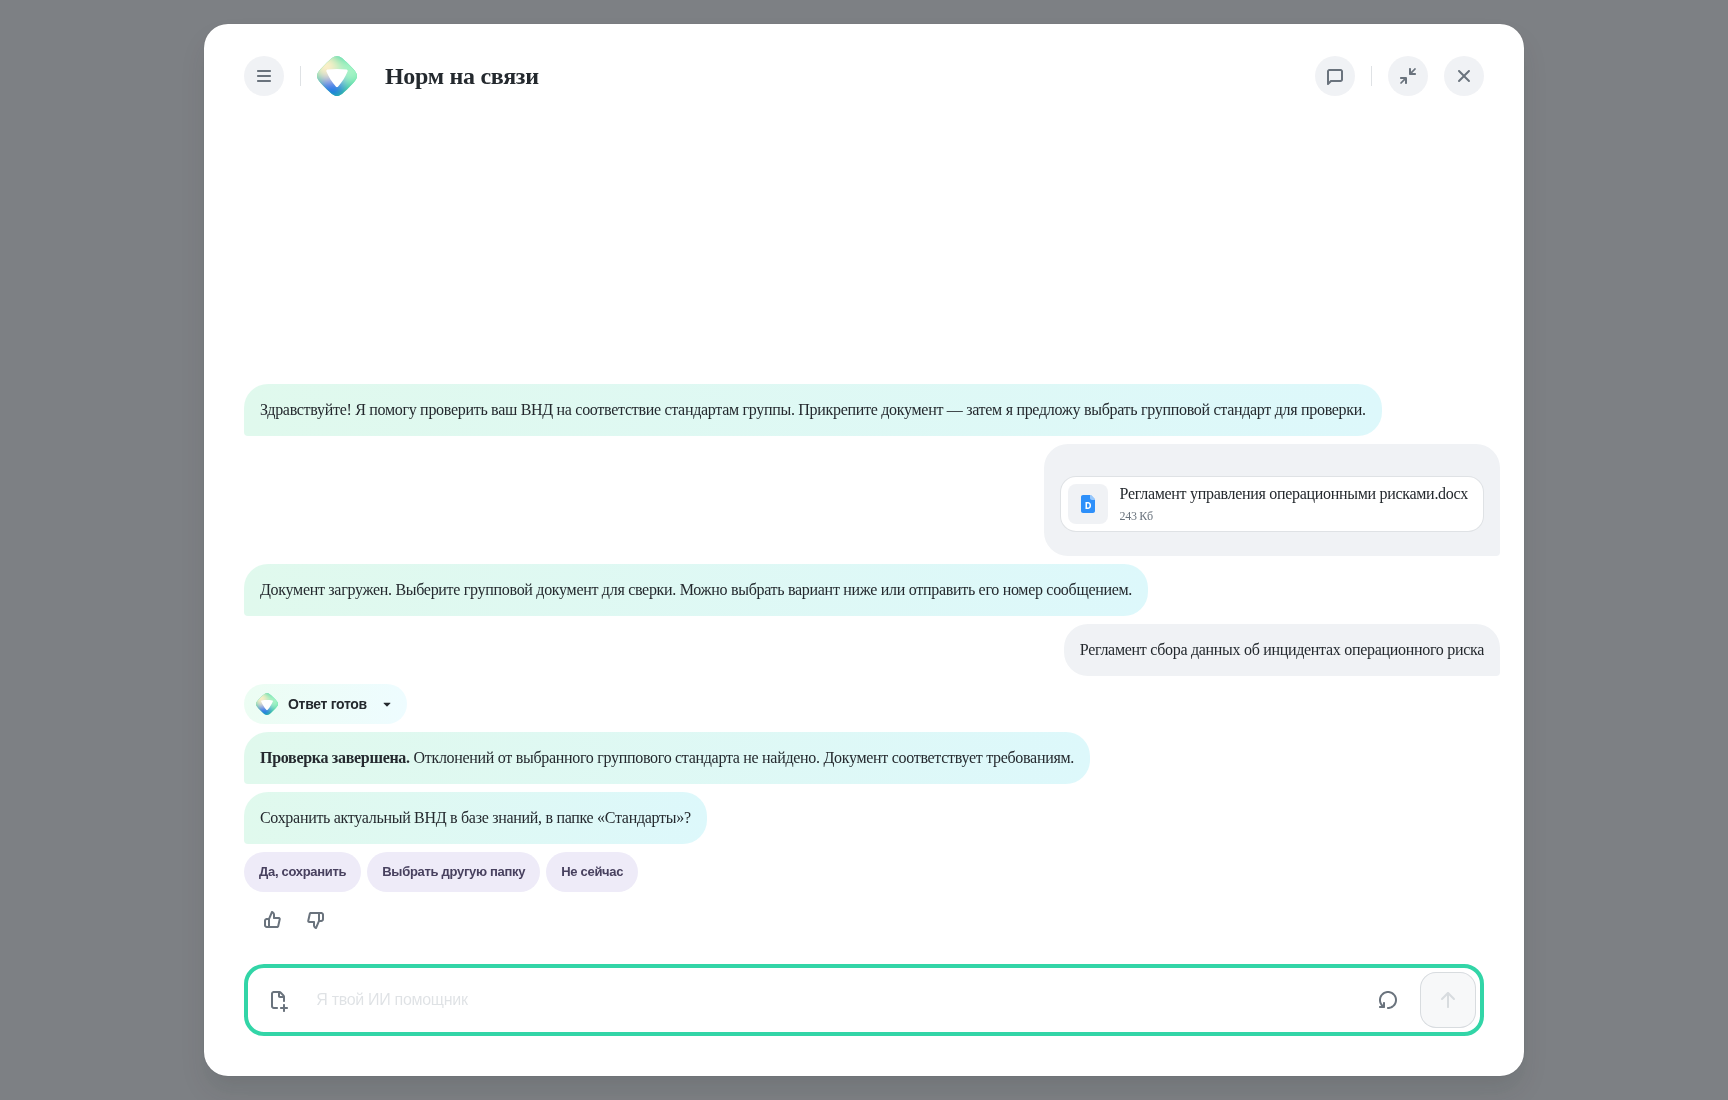 Норм на связи
Здравствуйте! Я помогу проверить ваш ВНД на соответствие стандартам группы. Прикрепите документ — затем я предложу выбрать групповой стандарт для проверки.
Регламент управления операционными рисками.docx
243 Кб
Документ загружен. Выберите групповой документ для сверки. Можно выбрать вариант ниже или отправить его номер сообщением.
Регламент сбора данных об инцидентах операционного риска
Ответ готов
Проверка завершена. Отклонений от выбранного группового стандарта не найдено. Документ соответствует требованиям.
Сохранить актуальный ВНД в базе знаний, в папке «Стандарты»?
Да, сохранить
Выбрать другую папку
Не сейчас
Я твой ИИ помощник